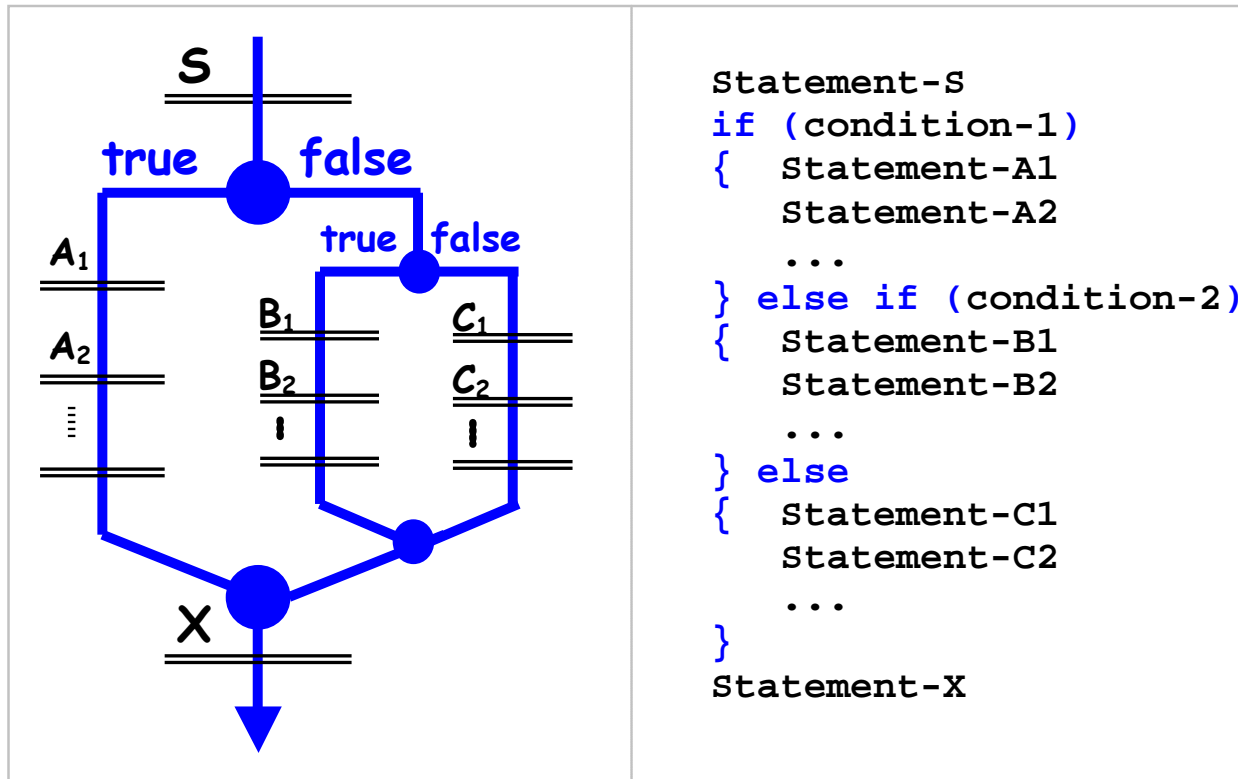 S
true false
true false
A1
B1 C1
A2
B2 C2
X
Statement-S
if (condition-1)
{ Statement-A1
Statement-A2
...
} else if (condition-2)
{ Statement-B1
Statement-B2
...
} else
{ Statement-C1
Statement-C2
...
}
Statement-X